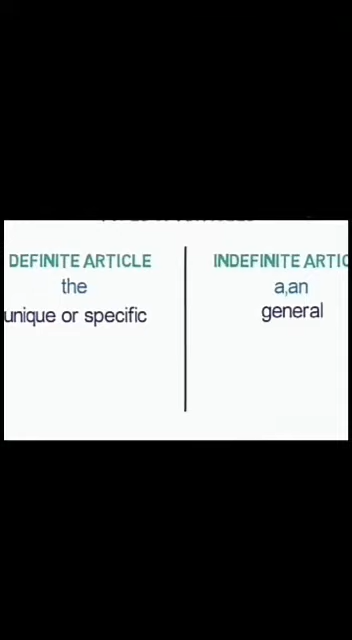 DEFINITE ARTICLE
the
unique or specific
INDEFINITE ARTIC
a,an
general